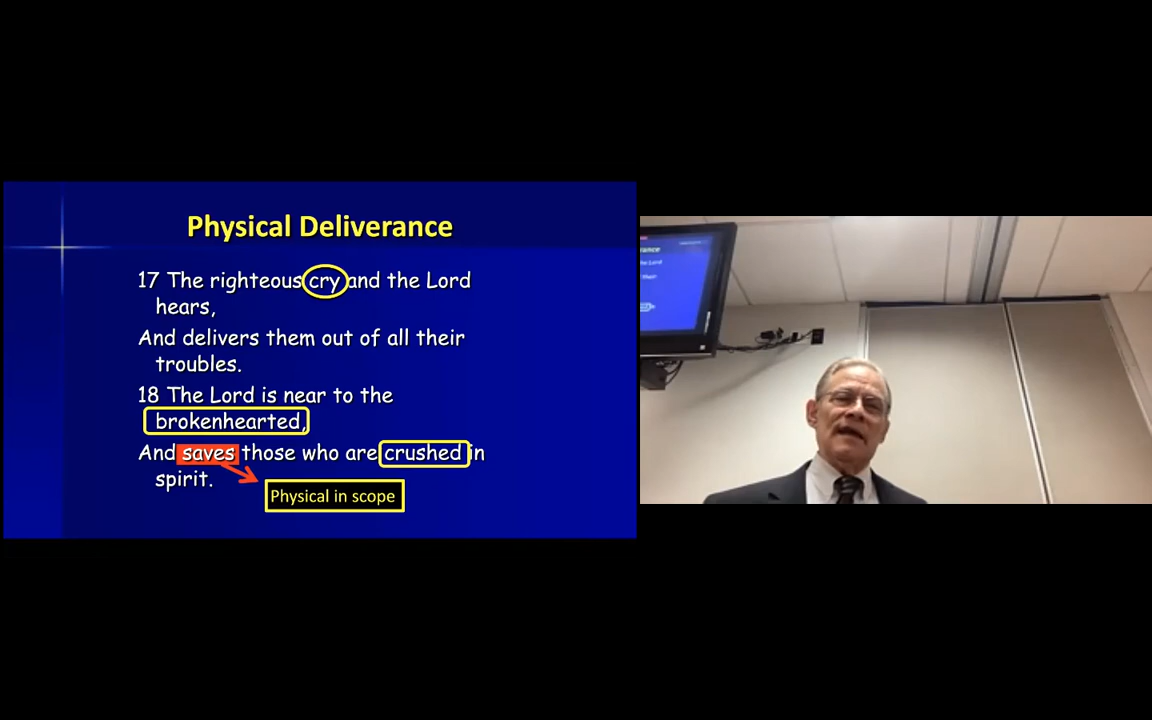 Physical Deliverance
17 The righteous cry and the Lord
hears,
And delivers them out of all their
troubles.
18 The Lord is near to the
brokenhearted,
And saves those who are crushed in
spirit.
Physical in scope